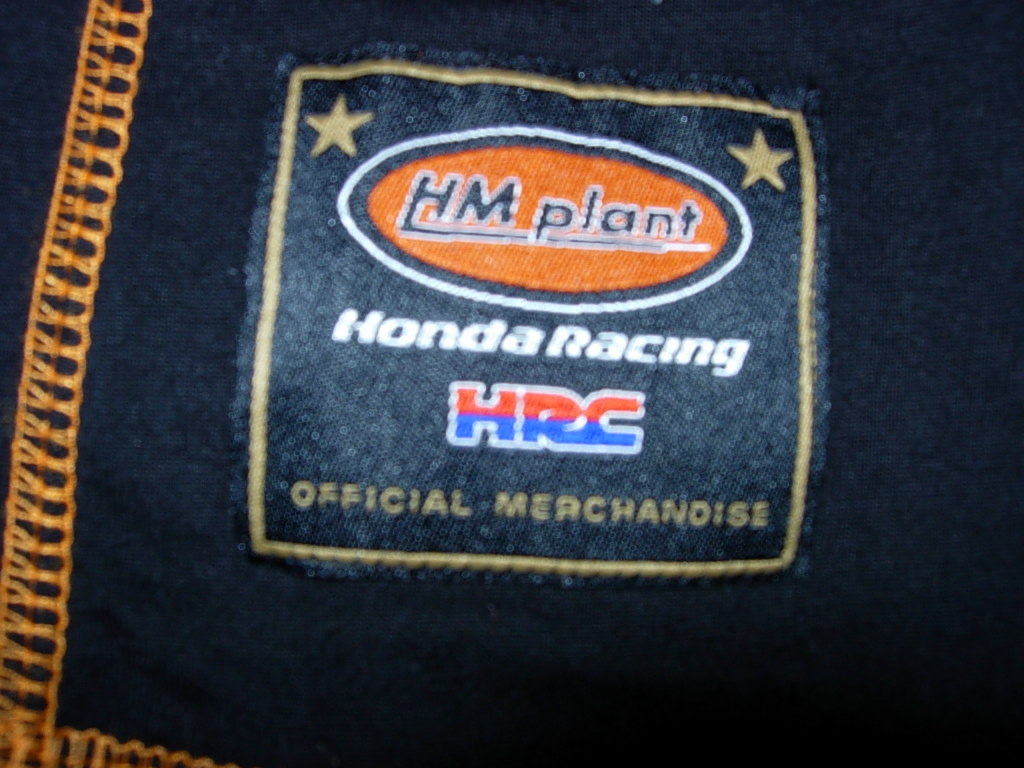 HM plant
Honda Racing
HRC
OFFICIAL MERCHANDISE